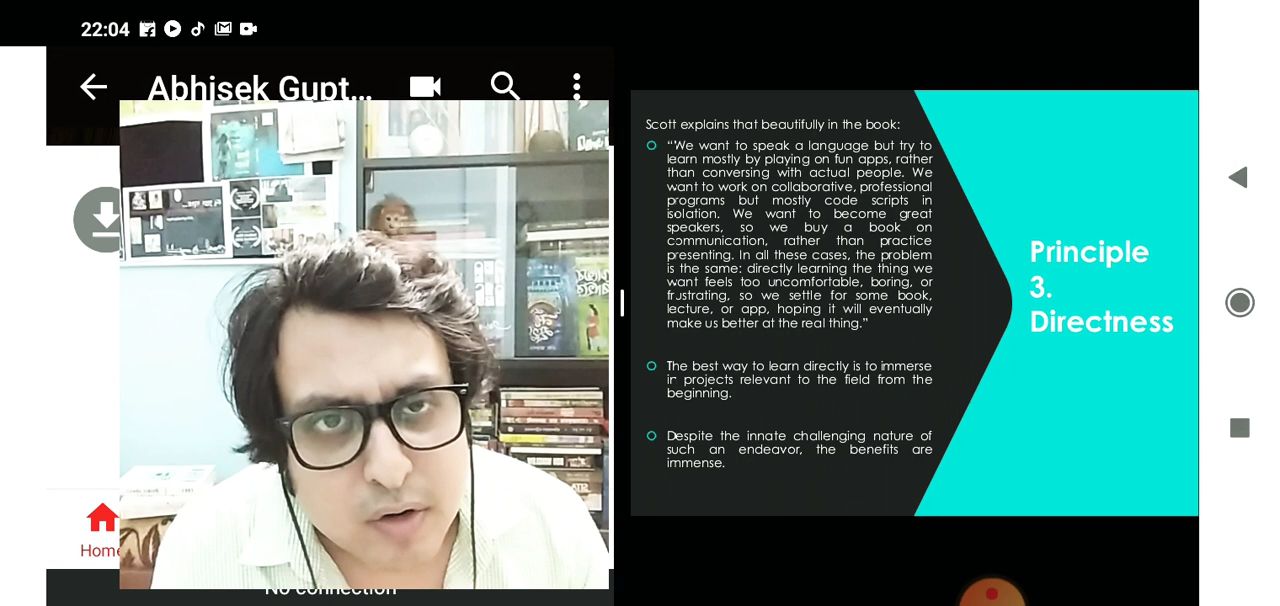 22:04
Abhisek Gupt...
Home
No connection
Scott explains that beautifully in the book:
“We want to speak a language but try to
learn mostly by playing on fun apps, rather
than conversing with actual people. We
want to work on collaborative, professional
programs but mostly code scripts in
isolation. We want to become great
speakers, so we buy a book on
communication, rather than practice
presenting. In all these cases, the problem
is the same: directly learning the thing we
want feels too uncomfortable, boring, or
frustrating, so we settle for some book,
lecture, or app, hoping it will eventually
make us better at the real thing.”
The best way to learn directly is to immerse
in projects relevant to the field from the
beginning.
Despite the innate challenging nature of
such an endeavor, the benefits are
immense.
Principle
3.
Directness